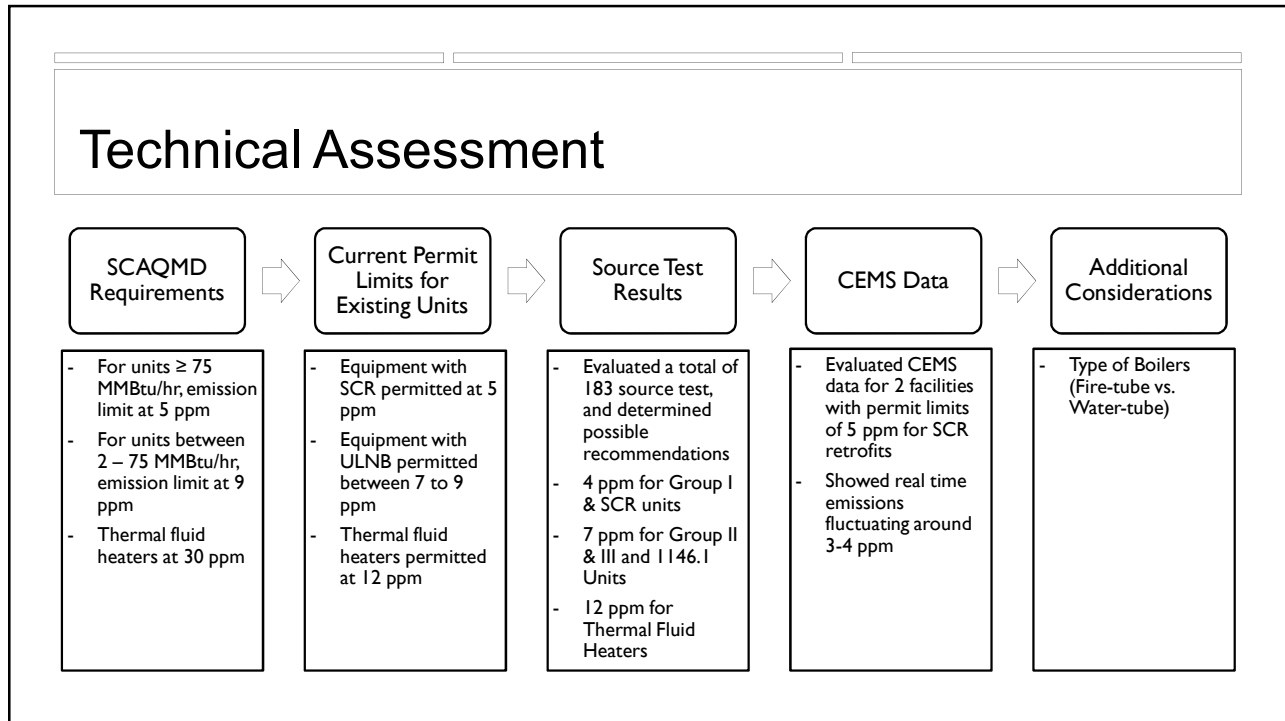 Technical Assessment
SCAQMD
Requirements
- For units ≥ 75
MMBtu/hr, emission
limit at 5 ppm
- For units between
2 – 75 MMBtu/hr,
emission limit at 9
ppm
- Thermal fluid
heaters at 30 ppm
Current Permit
Limits for
Existing Units
- Equipment with
SCR permitted at 5
ppm
- Equipment with
ULNB permitted
between 7 to 9
ppm
- Thermal fluid
heaters permitted
at 12 ppm
Source Test
Results
- Evaluated a total of
183 source test,
and determined
possible
recommendations
- 4 ppm for Group I
& SCR units
- 7 ppm for Group II
& III and 1146.1
Units
- 12 ppm for
Thermal Fluid
Heaters
CEMS Data
- Evaluated CEMS
data for 2 facilities
with permit limits
of 5 ppm for SCR
retrofits
- Showed real time
emissions
fluctuating around
3-4 ppm
Additional
Considerations
- Type of Boilers
(Fire-tube vs.
Water-tube)